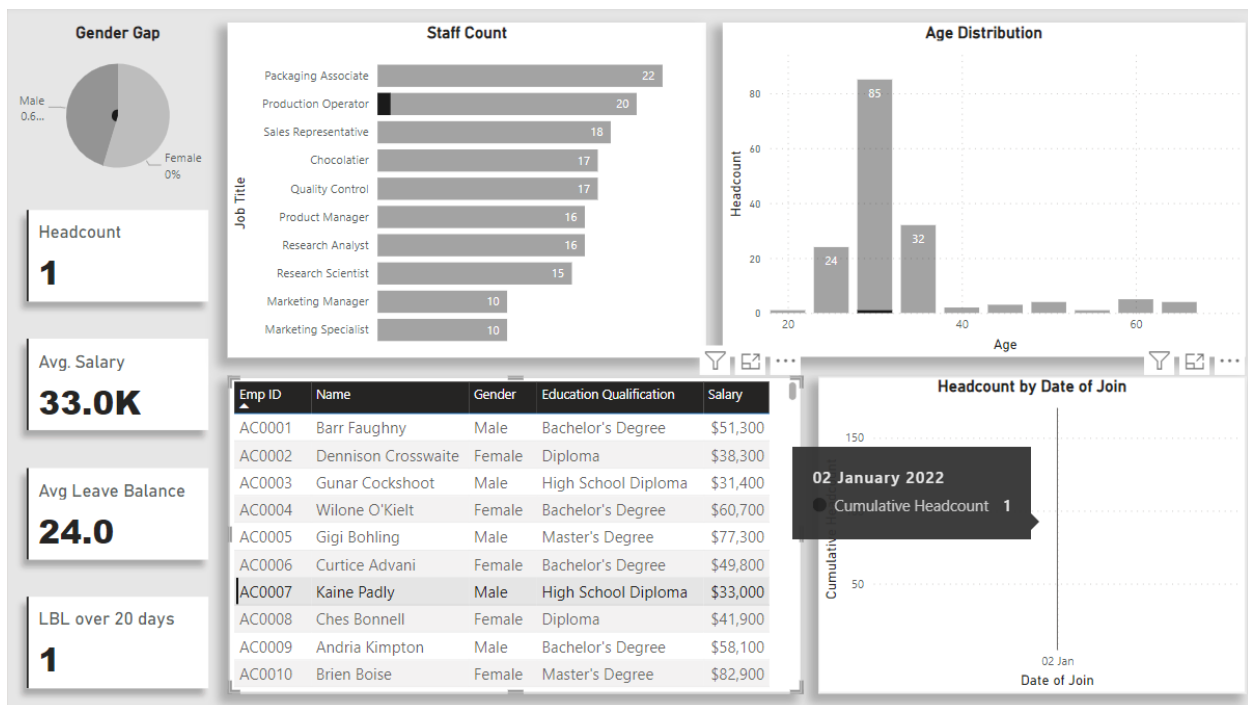 Gender Gap
Male
0.6...
Female
0%
Headcount
1
Avg. Salary
33.0K
Avg Leave Balance
24.0
LBL over 20 days
1
Staff Count
Job Title
Packaging Associate 22
Production Operator 20
Sales Representative 18
Chocolatier 17
Quality Control 17
Product Manager 16
Research Analyst 16
Research Scientist 15
Marketing Manager 10
Marketing Specialist 10
Age Distribution
Headcount
80
60
40
20
0
85
24
32
20 40 60
Age
Emp ID Name Gender Education Qualification Salary
AC0001 Barr Faughny Male Bachelor's Degree $51,300
AC0002 Dennison Crosswaite Female Diploma $38,300
AC0003 Gunar Cockshoot Male High School Diploma $31,400
AC0004 Wilone O'Kielt Female Bachelor's Degree $60,700
AC0005 Gigi Bohling Male Master's Degree $77,300
AC0006 Curtice Advani Female Bachelor's Degree $49,800
AC0007 Kaine Padly Male High School Diploma $33,000
AC0008 Ches Bonnell Female Diploma $41,900
AC0009 Andria Kimpton Male Bachelor's Degree $58,100
AC0010 Brien Boise Female Master's Degree $82,900
Headcount by Date of Join
150
02 January 2022
Cumulative Headcount 1
Cumulative Headcount
50
02 Jan
Date of Join